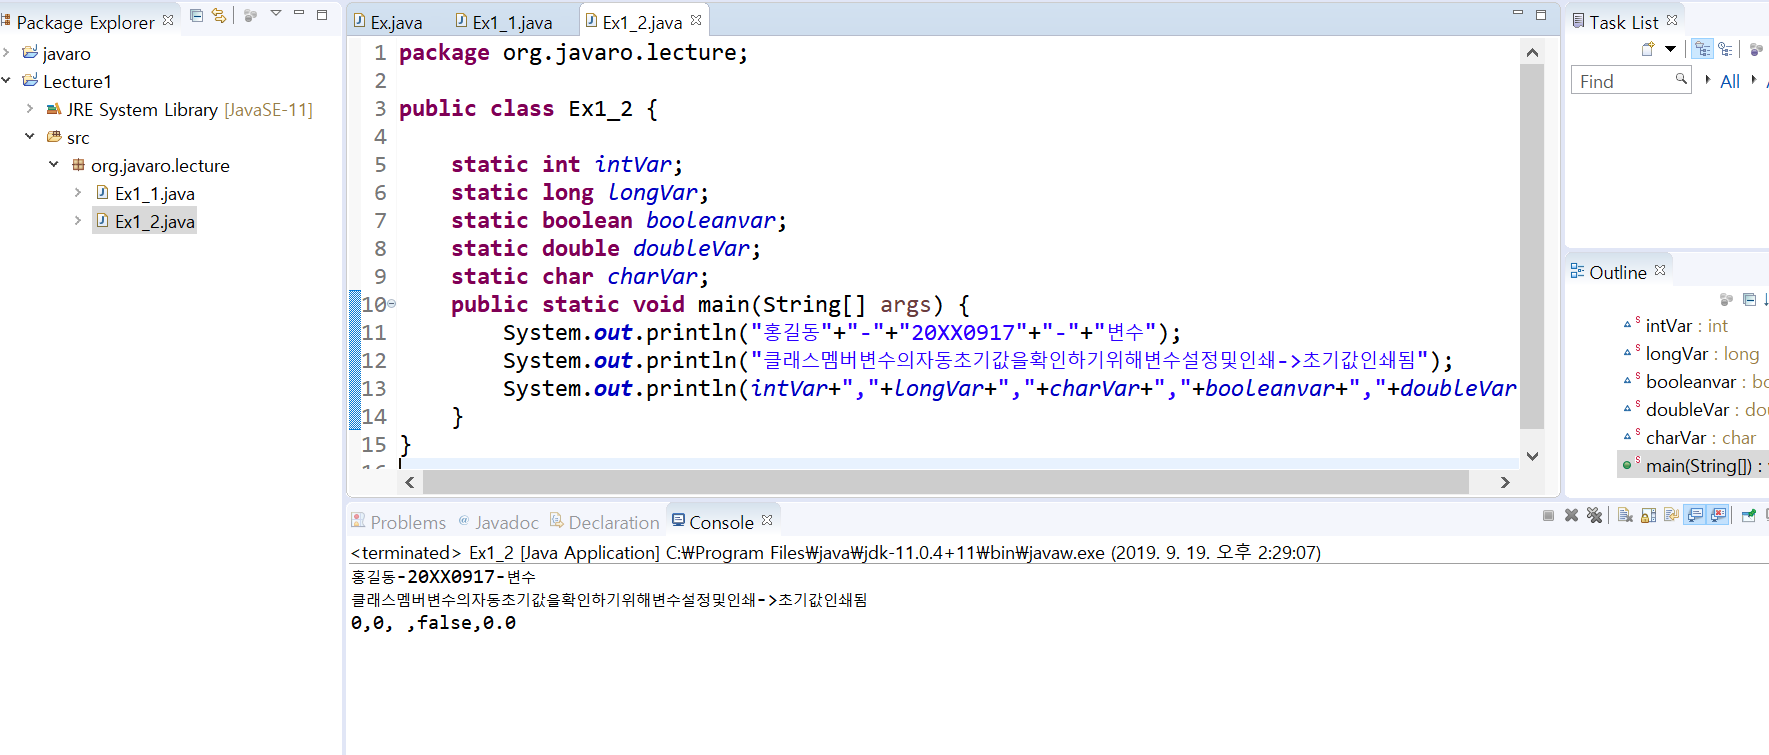 Package Explorer
javaro
Lecture1
JRE System Library [JavaSE-11]
src
org.javaro.lecture
Ex1_1.java
Ex1_2.java
Ex.java
Ex1_1.java
Ex1_2.java
1 package org.javaro.lecture;
2
3 public class Ex1_2 {
4
5 static int intVar;
6 static long longVar;
7 static boolean booleanvar;
8 static double doubleVar;
9 static char charVar;
10 public static void main(String[] args) {
11 System.out.println("홍길동"+"-"+"20XX0917"+"-"+"변수");
12 System.out.println("클래스멤버변수의자동초기값을확인하기위해변수설정및인쇄->초기값인쇄됨");
13 System.out.println(intVar+","+longVar+","+charVar+","+booleanvar+","+doubleVar
14 }
15 }
Task List
Find
All
Outline
intVar : int
longVar : long
booleanvar : bo
doubleVar : dou
charVar : char
main(String[]) :
Problems
Javadoc
Declaration
Console
<terminated> Ex1_2 [Java Application] C:₩Program Files₩java₩jdk-11.0.4+11₩bin₩javaw.exe (2019. 9. 19. 오후 2:29:07)
홍길동-20XX0917-변수
클래스멤버변수의자동초기값을확인하기위해변수설정및인쇄->초기값인쇄됨
0,0, ,false,0.0